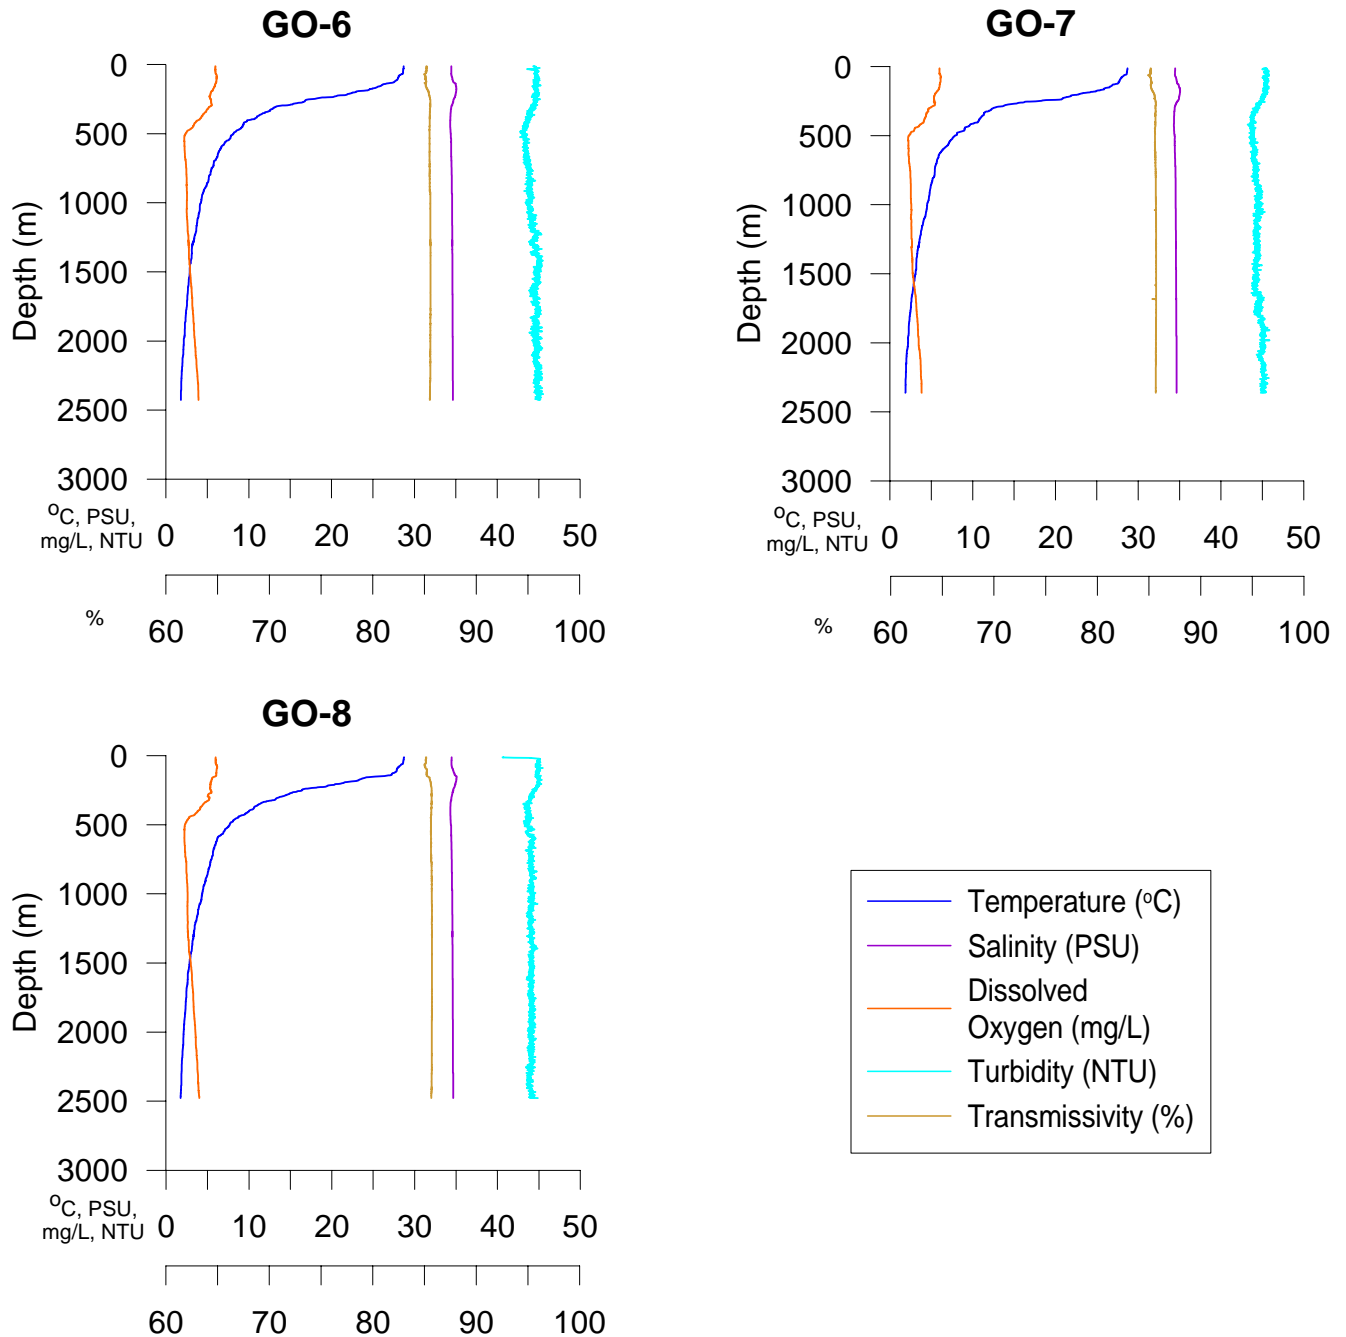 GO-6
0
500
1000
1500
2000
2500
3000
Depth (m)
oC, PSU,
mg/L, NTU
0 10 20 30 40 50
%
60 70 80 90 100
GO-7
0
500
1000
1500
2000
2500
3000
Depth (m)
oC, PSU,
mg/L, NTU
0 10 20 30 40 50
%
60 70 80 90 100
GO-8
0
500
1000
1500
2000
2500
3000
Depth (m)
oC, PSU,
mg/L, NTU
0 10 20 30 40 50
60 70 80 90 100
Temperature (oC)
Salinity (PSU)
Dissolved
Oxygen (mg/L)
Turbidity (NTU)
Transmissivity (%)